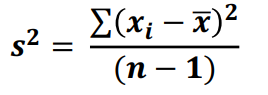 s² = ∑(xᵢ − x̄)² / (n − 1)